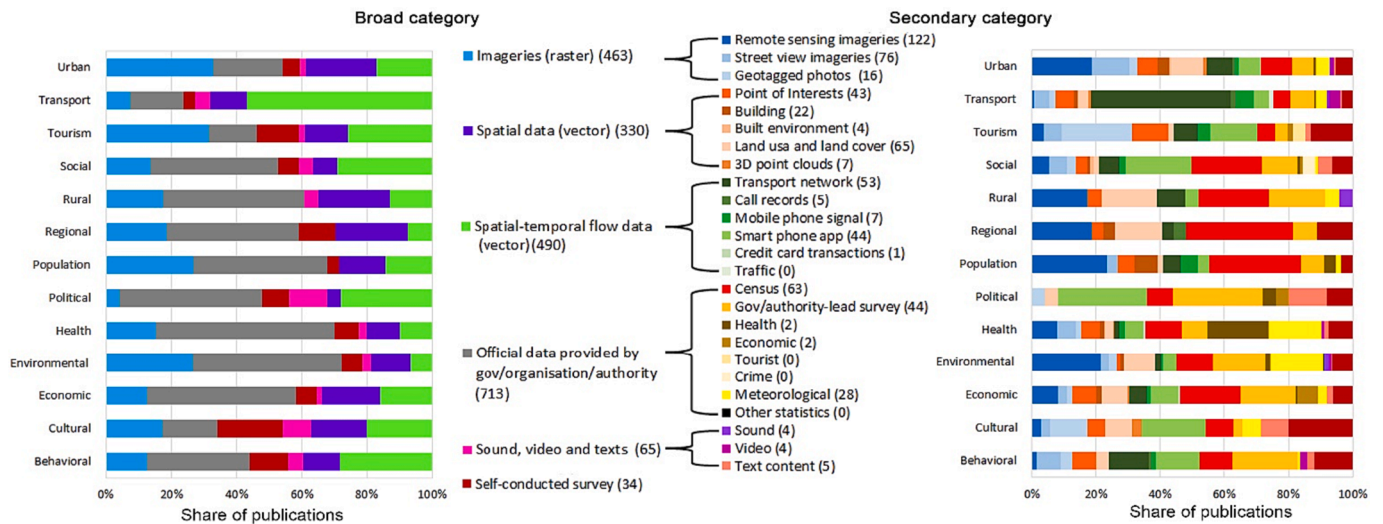 Broad category
Urban
Transport
Tourism
Social
Rural
Regional
Population
Political
Health
Environmental
Economic
Cultural
Behavioral
0%
20%
40%
60%
80%
100%
Share of publications
Imageries (raster) (463)
Spatial data (vector) (330)
Spatial-temporal flow data
(vector)(490)
Official data provided by
gov/organisation/authority
(713)
Sound, video and texts (65)
Self-conducted survey (34)
Secondary category
Remote sensing imageries (122)
Street view imageries (76)
Geotagged photos (16)
Point of Interests (43)
Building (22)
Built environment (4)
Land usa and land cover (65)
3D point clouds (7)
Transport network (53)
Call records (5)
Mobile phone signal (7)
Smart phone app (44)
Credit card transactions (1)
Traffic (0)
Census (63)
Gov/authority-lead survey (44)
Health (2)
Economic (2)
Tourist (0)
Crime (0)
Meteorological (28)
Other statistics (0)
Sound (4)
Video (4)
Text content (5)
Urban
Transport
Tourism
Social
Rural
Regional
Population
Political
Health
Environmental
Economic
Cultural
Behavioral
0%
20%
40%
60%
80%
100%
Share of publications